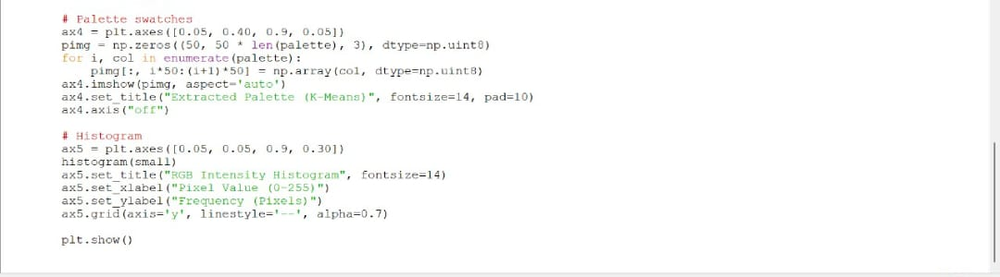 # Palette swatches
ax4 = plt.axes([0.05, 0.40, 0.9, 0.05])
pimg = np.zeros((50, 50 * len(palette), 3), dtype=np.uint8)
for i, col in enumerate(palette):
    pimg[:, i*50:(i+1)*50] = np.array(col, dtype=np.uint8)
ax4.imshow(pimg, aspect='auto')
ax4.set_title("Extracted Palette (K-Means)", fontsize=14, pad=10)
ax4.axis("off")

# Histogram
ax5 = plt.axes([0.05, 0.05, 0.9, 0.30])
histogram(small)
ax5.set_title("RGB Intensity Histogram", fontsize=14)
ax5.set_xlabel("Pixel Value (0-255)")
ax5.set_ylabel("Frequency (Pixels)")
ax5.grid(axis='y', linestyle='--', alpha=0.7)

plt.show()